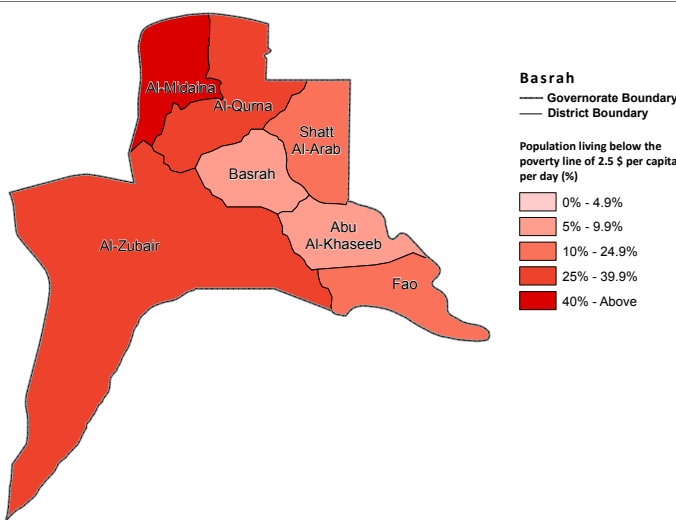 Al-Midaina
Al-Qurna
Shatt
Al-Arab
Basrah
Abu
Al-Khaseeb
Al-Zubair
Fao
Basrah
Governorate Boundary
District Boundary
Population living below the
poverty line of 2.5 $ per capita
per day (%)
0% - 4.9%
5% - 9.9%
10% - 24.9%
25% - 39.9%
40% - Above